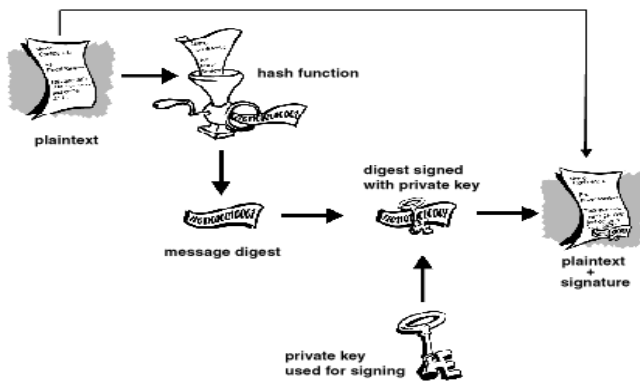 hash function
plaintext
digest signed
with private key
message digest
plaintext
+
signature
private key
used for signing